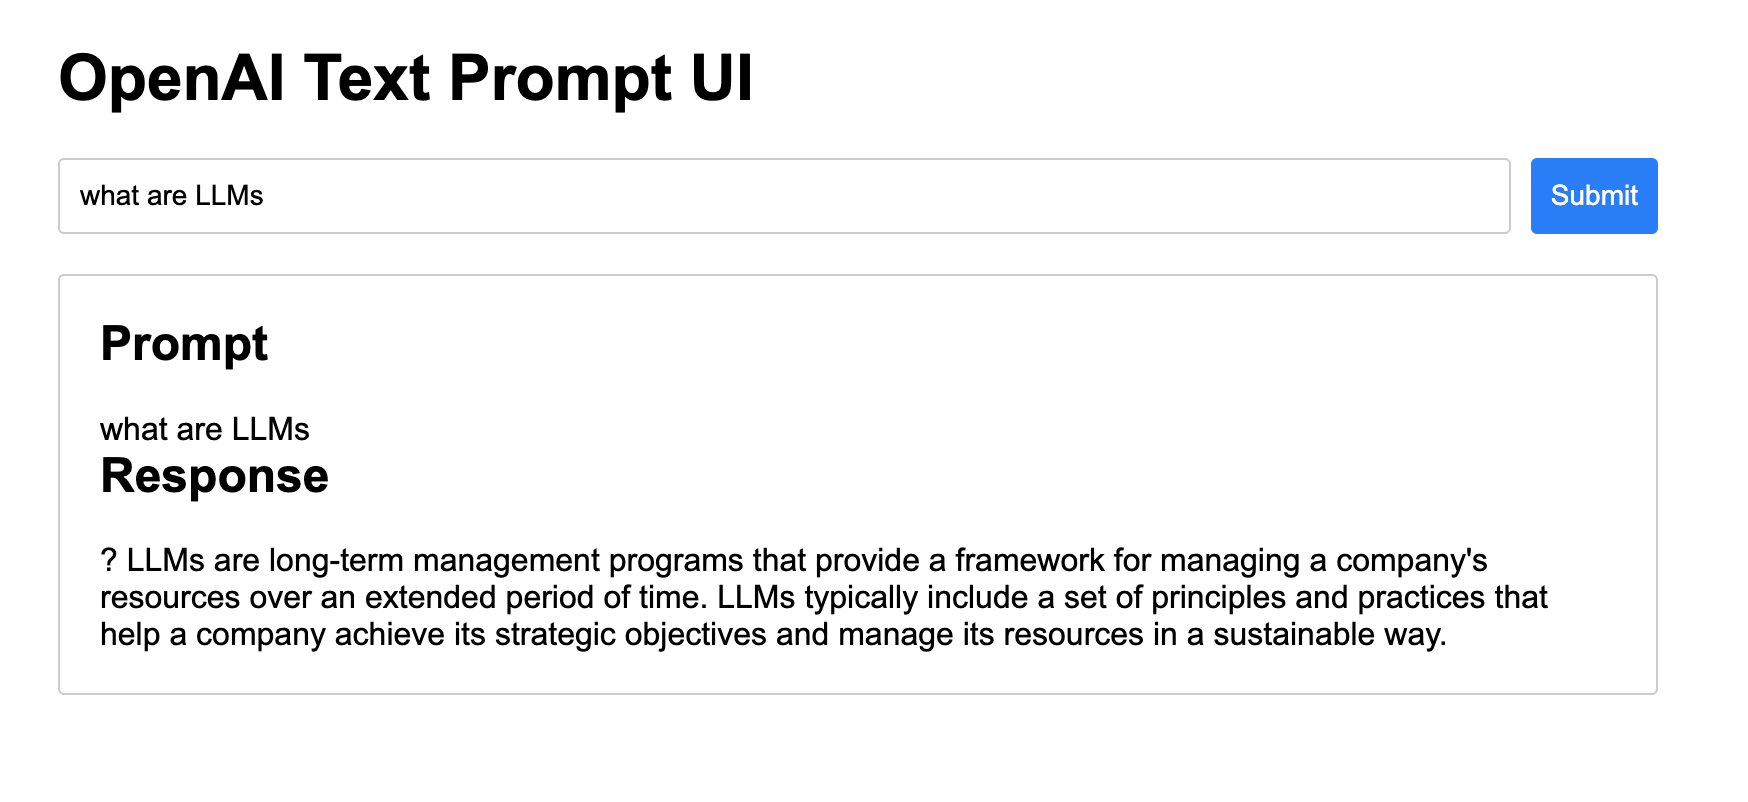 OpenAI Text Prompt UI
what are LLMs
Submit
Prompt
what are LLMs
Response
? LLMs are long-term management programs that provide a framework for managing a company's
resources over an extended period of time. LLMs typically include a set of principles and practices that
help a company achieve its strategic objectives and manage its resources in a sustainable way.